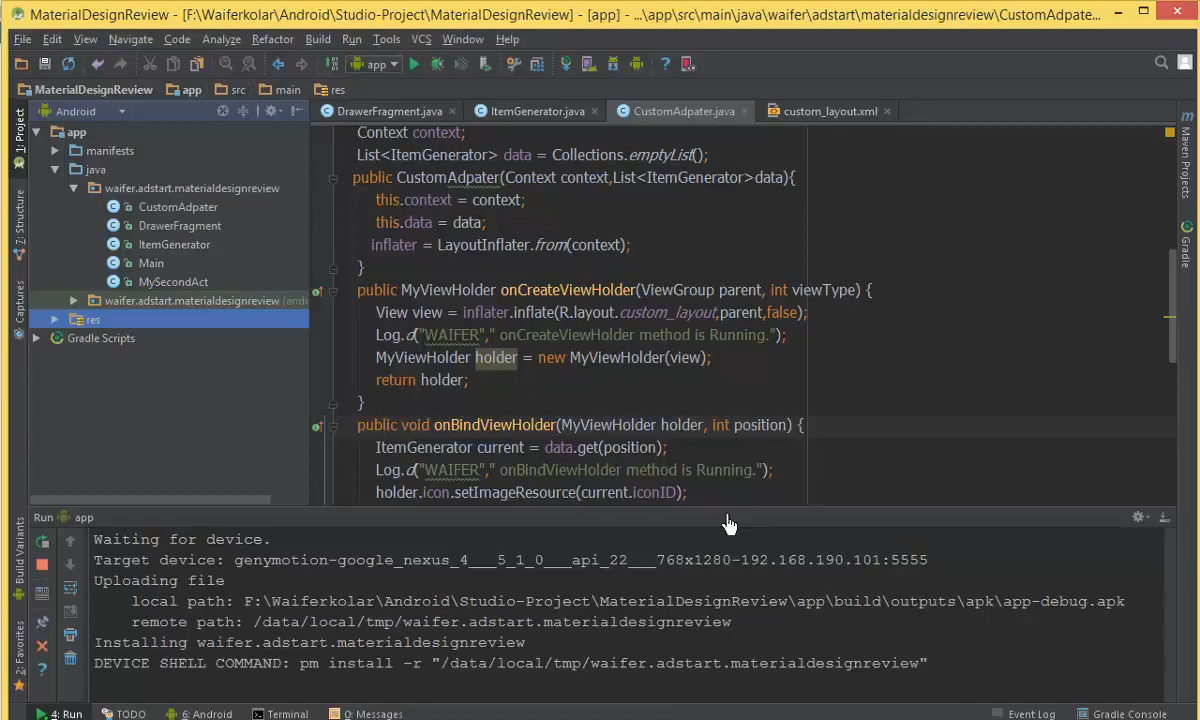 MaterialDesignReview - [F:\Waiferkolar\Android\Studio-Project\MaterialDesignReview] - [app] - ...\app\src\main\java\waifer\adstart\materialdesignreview\CustomAdpate...
File Edit View Navigate Code Analyze Refactor Build Run Tools VCS Window Help
app
MaterialDesignReview app src main res
Android
DrawerFragment.java ItemGenerator.java CustomAdpater.java custom_layout.xml
1: Project
7: Structure
Captures
Build Variants
2: Favorites
app
manifests
java
waifer.adstart.materialdesignreview
CustomAdpater
DrawerFragment
ItemGenerator
Main
MySecondAct
waifer.adstart.materialdesignreview (and
res
Gradle Scripts
Context context;
List<ItemGenerator> data = Collections.emptyList();
public CustomAdpater(Context context,List<ItemGenerator>data){
this.context = context;
this.data = data;
inflater = LayoutInflater.from(context);
}
public MyViewHolder onCreateViewHolder(ViewGroup parent, int viewType) {
View view = inflater.inflate(R.layout.custom_layout,parent,false);
Log.d("WAIFER"," onCreateViewHolder method is Running.");
MyViewHolder holder = new MyViewHolder(view);
return holder;
}
public void onBindViewHolder(MyViewHolder holder, int position) {
ItemGenerator current = data.get(position);
Log.d("WAIFER"," onBindViewHolder method is Running.");
holder.icon.setImageResource(current.iconID);
Maven Projects
Gradle
Run app
Waiting for device.
Target device: genymotion-google_nexus_4___5_1_0___api_22___768x1280-192.168.190.101:5555
Uploading file
local path: F:\Waiferkolar\Android\Studio-Project\MaterialDesignReview\app\build\outputs\apk\app-debug.apk
remote path: /data/local/tmp/waifer.adstart.materialdesignreview
Installing waifer.adstart.materialdesignreview
DEVICE SHELL COMMAND: pm install -r "/data/local/tmp/waifer.adstart.materialdesignreview"
4: Run TODO 6: Android Terminal 0: Messages Event Log Gradle Console